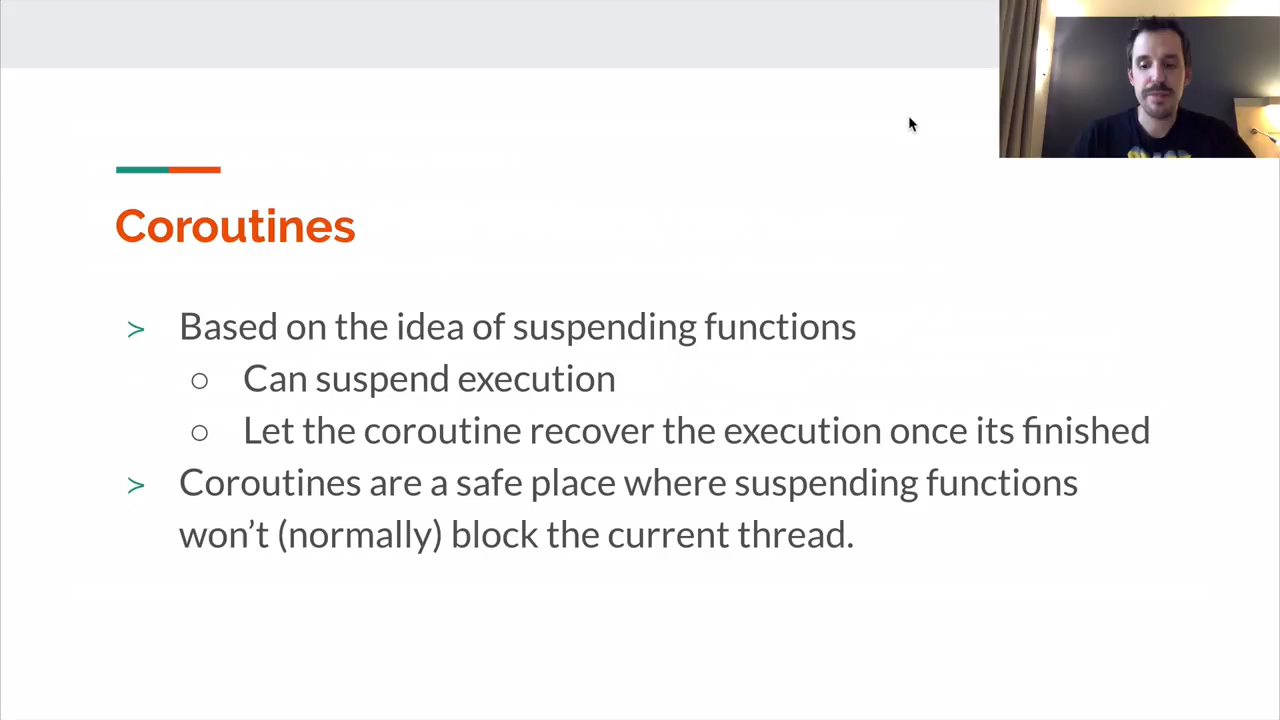 Coroutines
≻ Based on the idea of suspending functions
○ Can suspend execution
○ Let the coroutine recover the execution once its finished
≻ Coroutines are a safe place where suspending functions
won’t (normally) block the current thread.